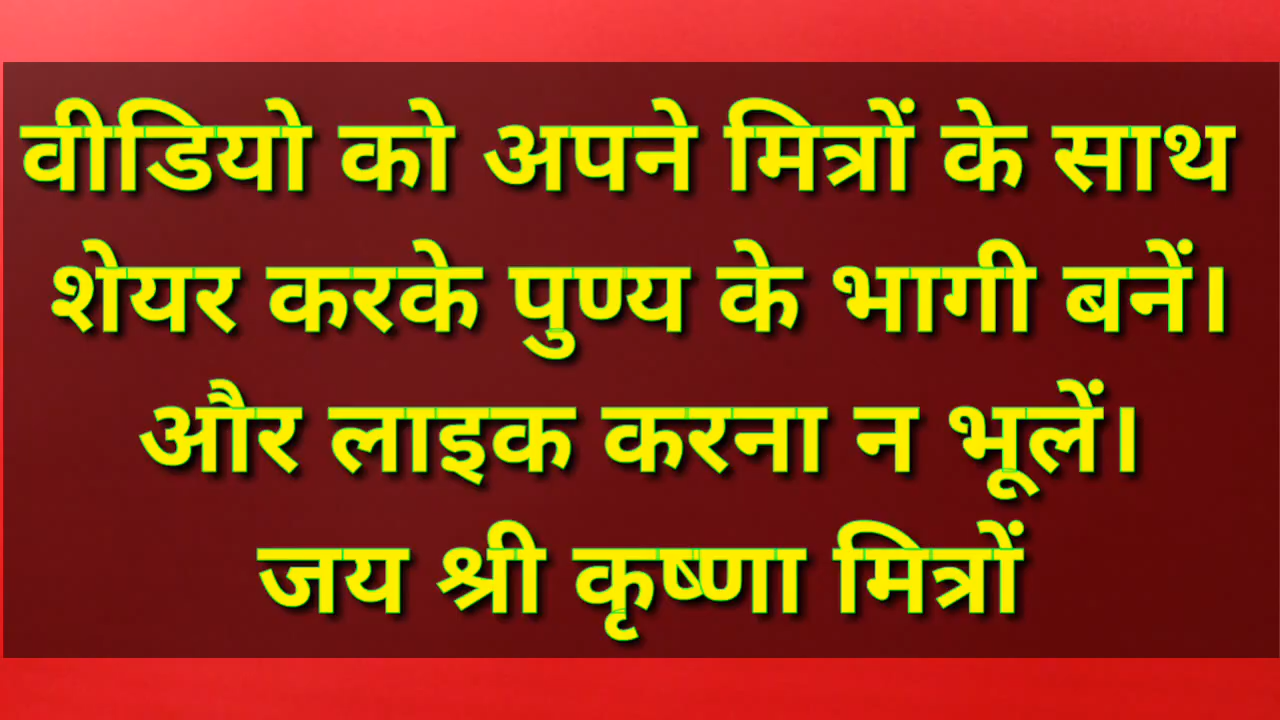 वीडियो को अपने मित्रों के साथ
शेयर करके पुण्य के भागी बनें।
और लाइक करना न भूलें।
जय श्री कृष्णा मित्रों